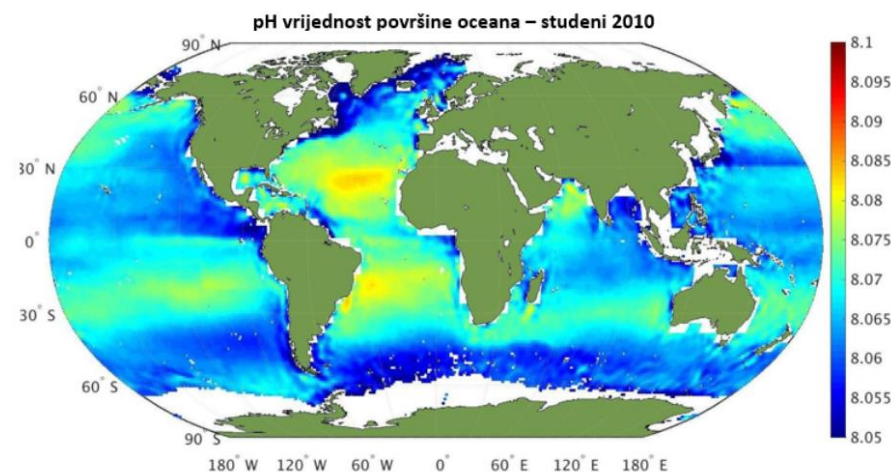 pH vrijednost površine oceana – studeni 2010
90° N
60° N
30° N
0°
30° S
60° S
90° S
180° W 120° W 60° W 0° 60° E 120° E 180° E
8.1
8.095
8.09
8.085
8.08
8.075
8.07
8.065
8.06
8.055
8.05